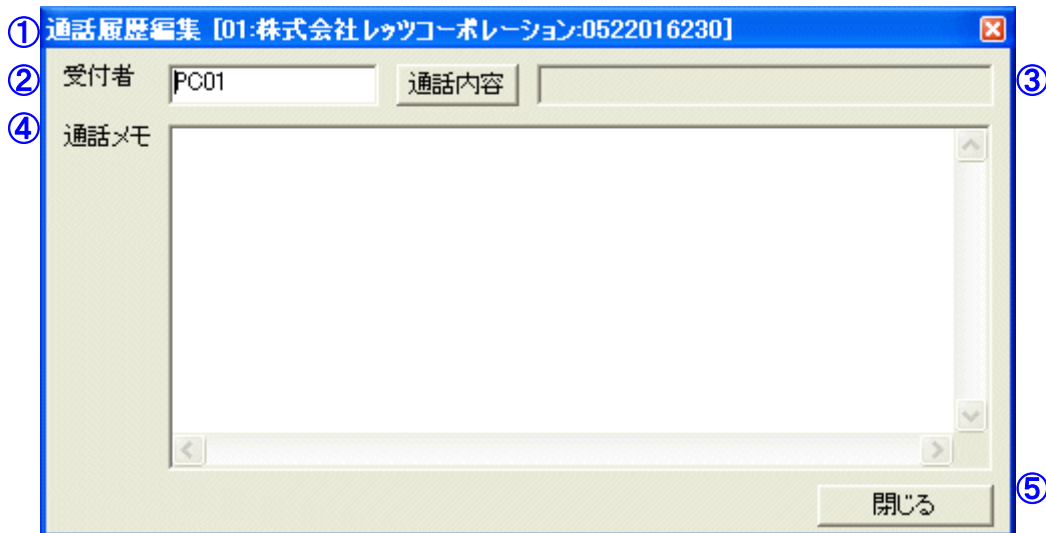 ① 通話履歴編集 [01:株式会社レッツコーポレーション:0522016230]
② 受付者 PC01 通話内容 ③
④ 通話メモ
閉じる ⑤